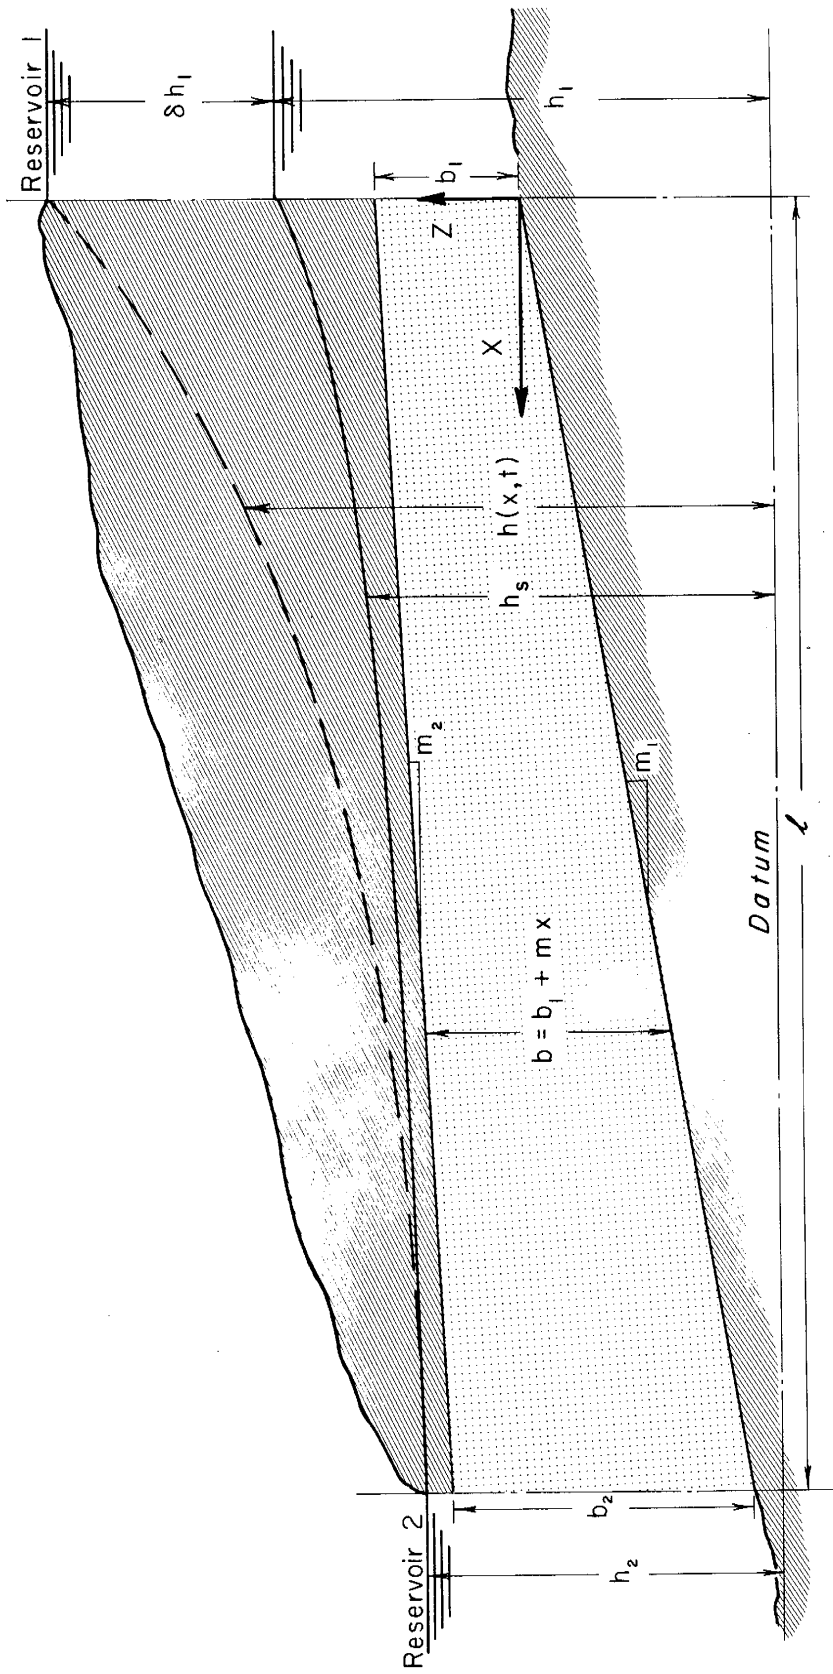 Reservoir 1
δh₁
h₁
b₁
Z
X
h(x,t)
hₛ
m₂
m₁
b = b₁ + mx
Datum
ℓ
Reservoir 2
b₂
h₂